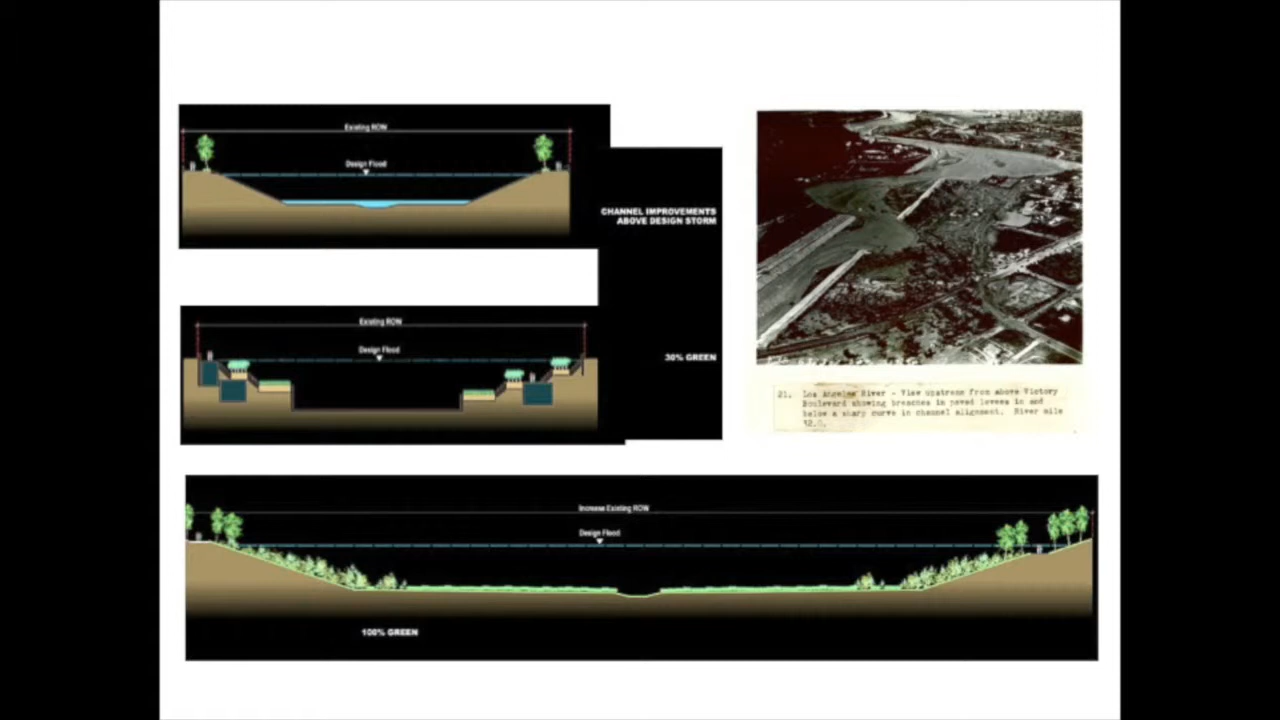 Existing ROW
Design Flood
CHANNEL IMPROVEMENTS
ABOVE DESIGN STORM
Existing ROW
Design Flood
30% GREEN
21. Los Angeles River - View upstream from above Victory
Boulevard showing breaches in paved levees in and
below a sharp curve in channel alignment. River mile
32.0.
Increase Existing ROW
Design Flood
100% GREEN